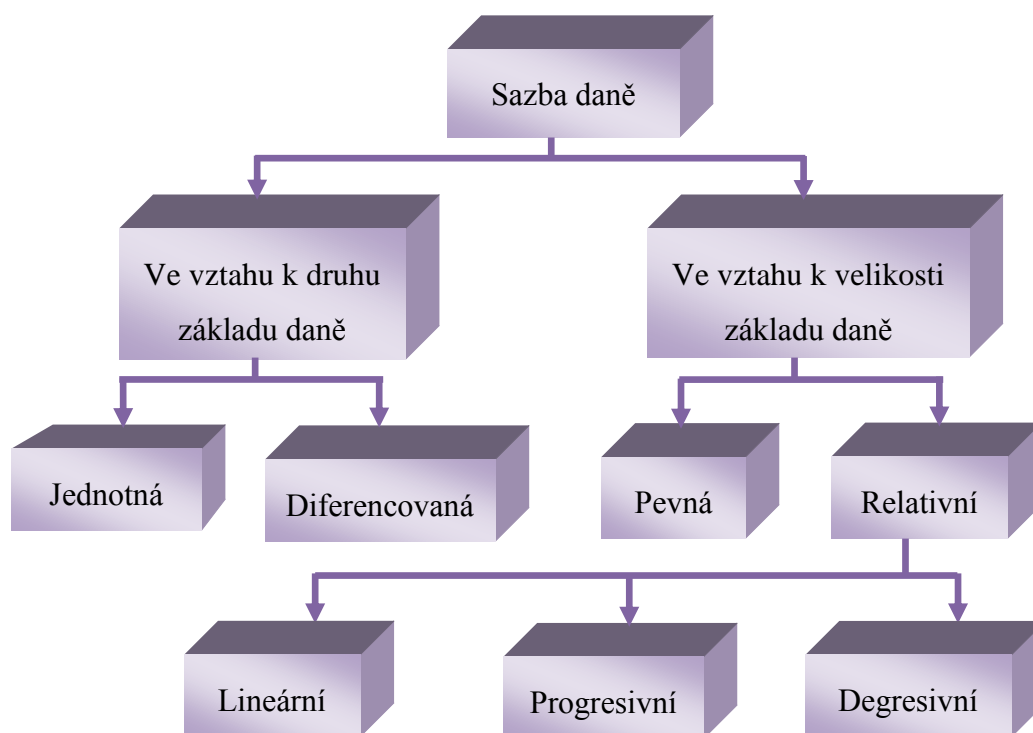 Sazba daně
Ve vztahu k druhu
základu daně
Ve vztahu k velikosti
základu daně
Jednotná
Diferencovaná
Pevná
Relativní
Lineární
Progresivní
Degresivní